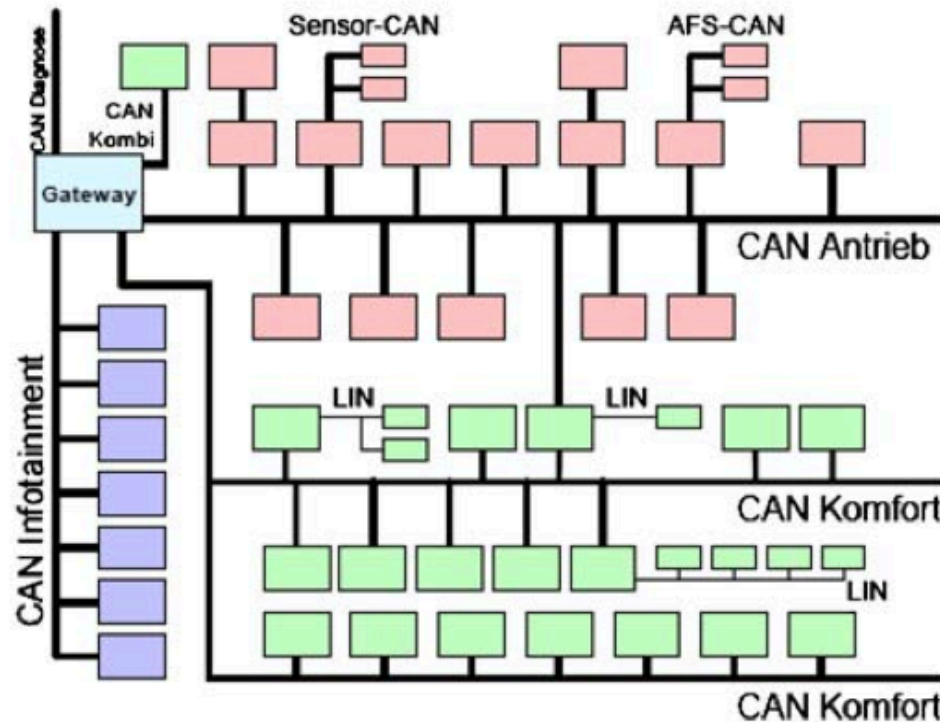 CAN Diagnose
Sensor-CAN
AFS-CAN
CAN
Kombi
Gateway
CAN Antrieb
CAN Infotainment
LIN
LIN
CAN Komfort
LIN
CAN Komfort